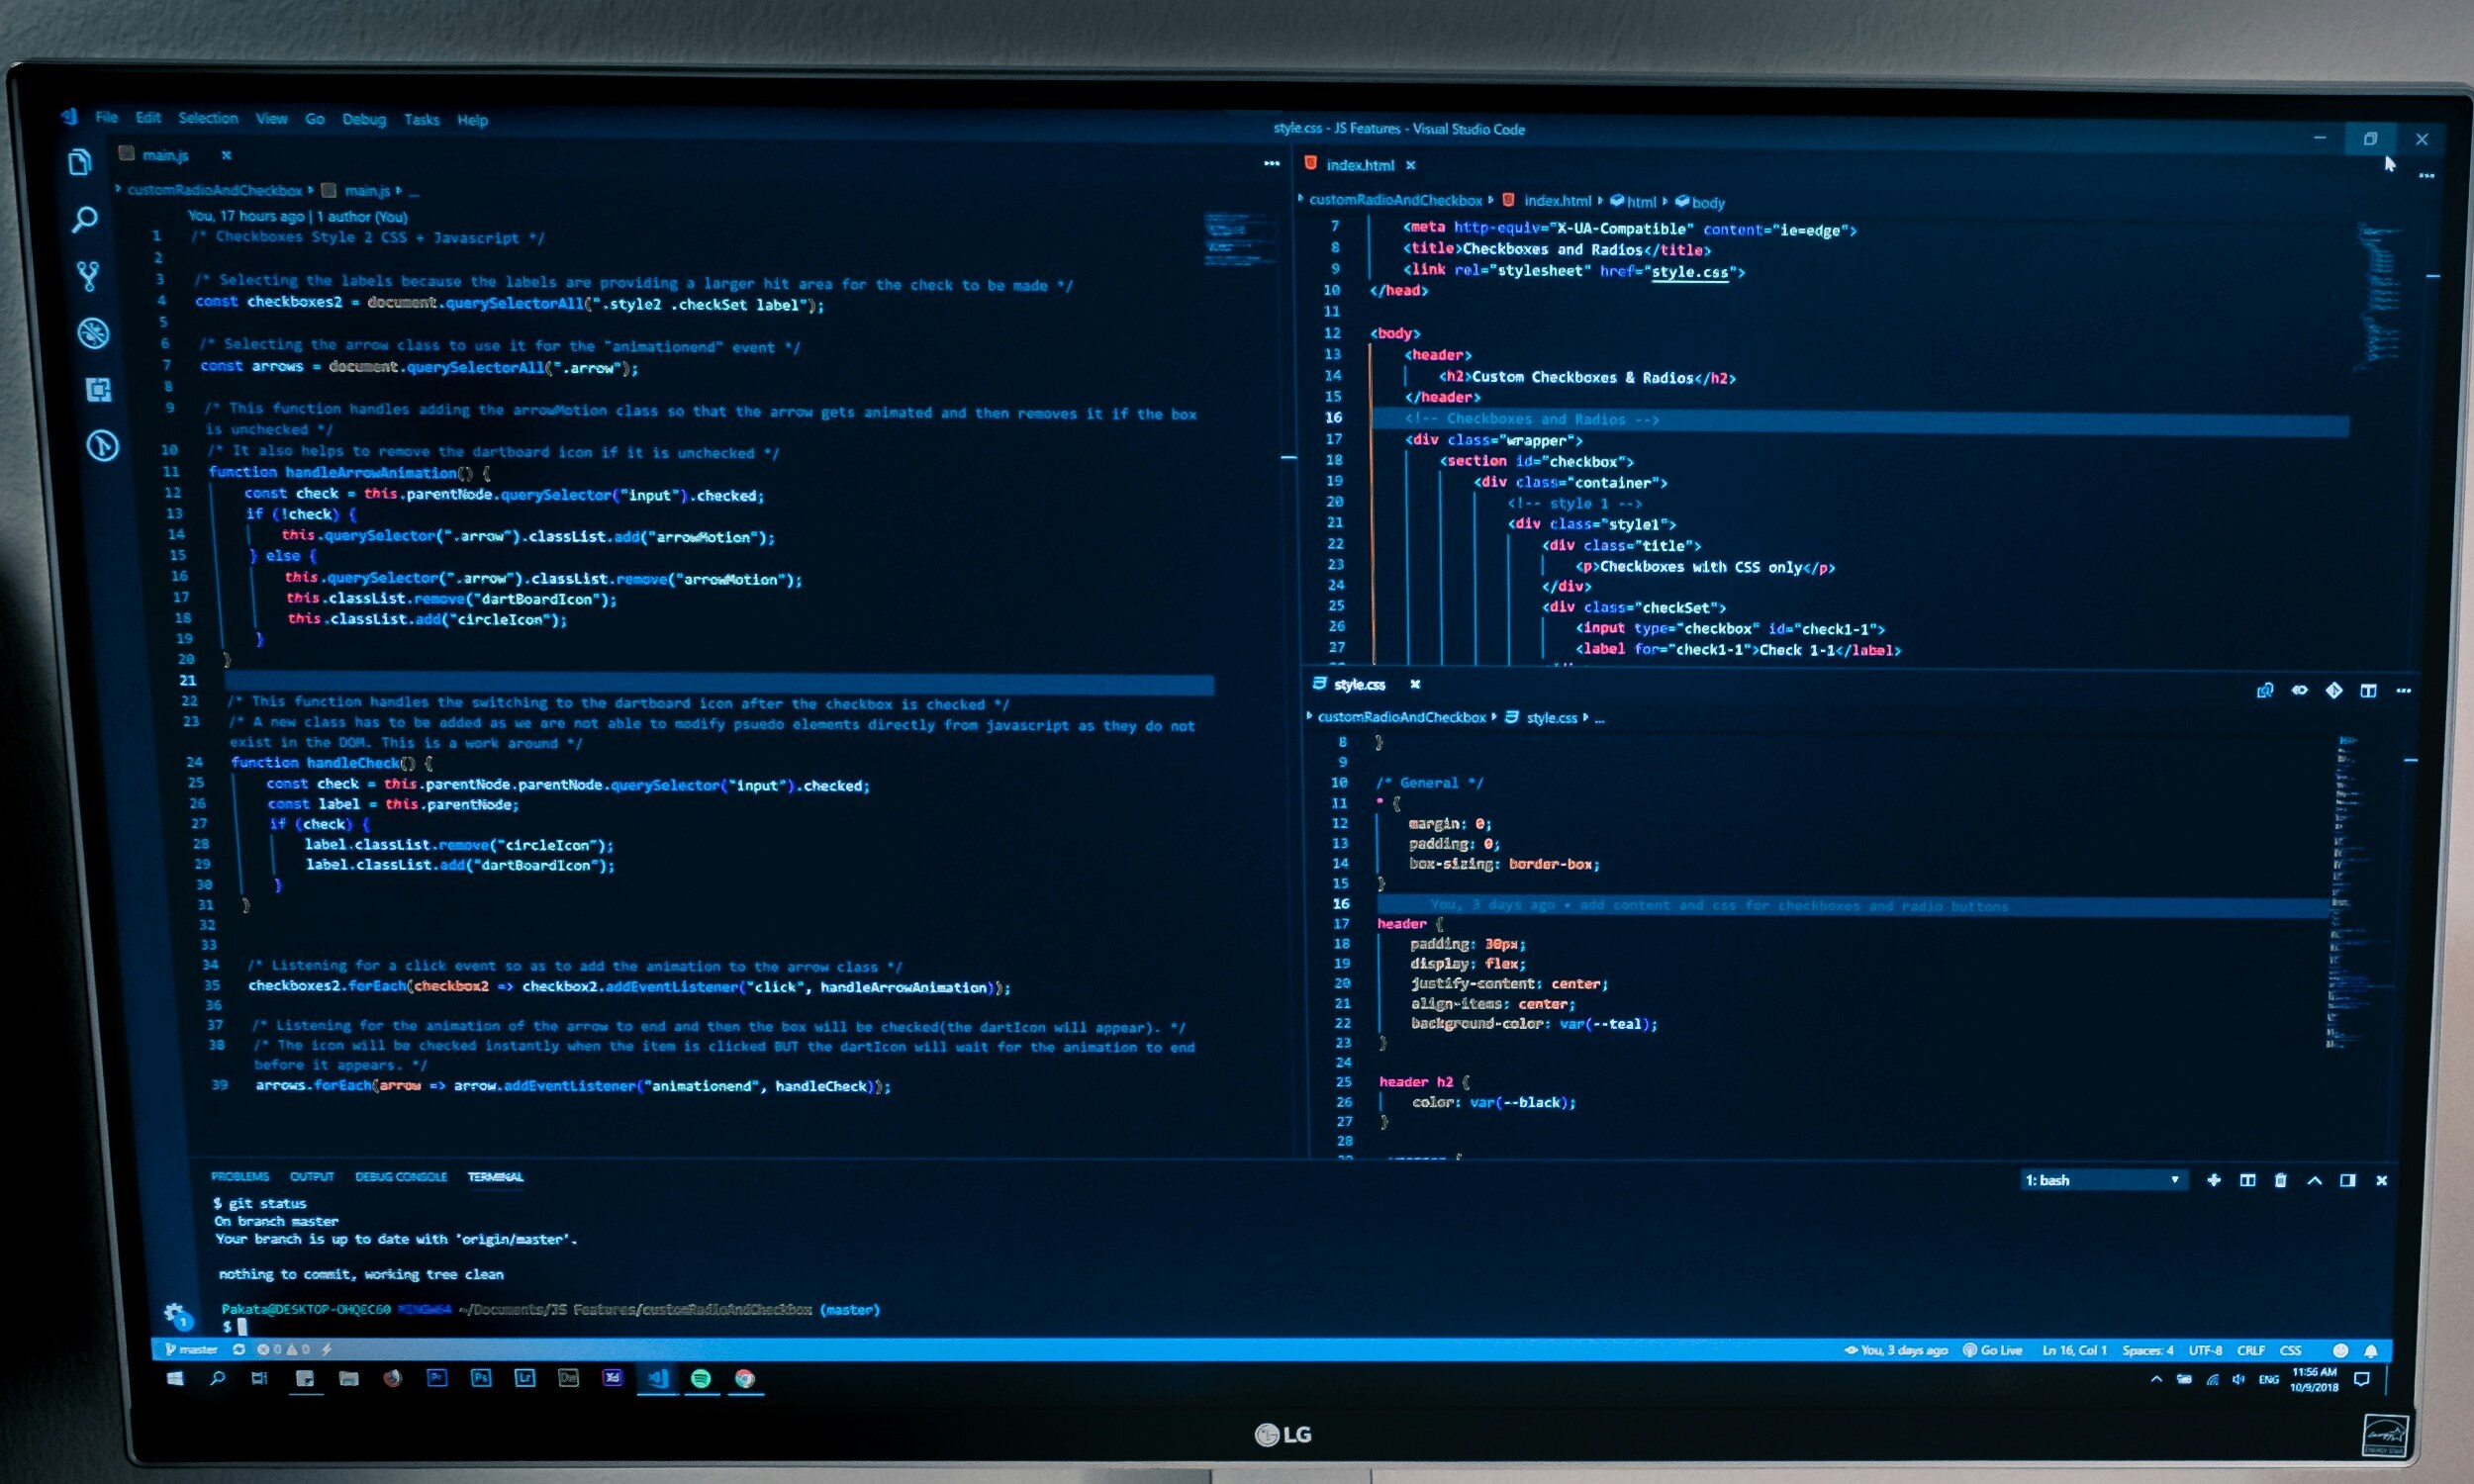 File Edit Selection View Go Debug Tasks Help
style.css - JS Features - Visual Studio Code
main.js
customRadioAndCheckbox main.js ...
You, 17 hours ago | 1 author (You)
1 /* Checkboxes Style 2 CSS + Javascript */
2
3 /* Selecting the labels because the labels are providing a larger hit area for the check to be made */
4 const checkboxes2 = document.querySelectorAll(".style2 .checkSet label");
5
6 /* Selecting the arrow class to use it for the "animationend" event */
7 const arrows = document.querySelectorAll(".arrow");
8
9 /* This function handles adding the arrowMotion class so that the arrow gets animated and then removes it if the box
is unchecked */
10 /* It also helps to remove the dartboard icon if it is unchecked */
11 function handleArrowAnimation() {
12 const check = this.parentNode.querySelector("input").checked;
13 if (!check) {
14 this.querySelector(".arrow").classList.add("arrowMotion");
15 } else {
16 this.querySelector(".arrow").classList.remove("arrowMotion");
17 this.classList.remove("dartBoardIcon");
18 this.classList.add("circleIcon");
19 }
20 }
21
22 /* This function handles the switching to the dartboard icon after the checkbox is checked */
23 /* A new class has to be added as we are not able to modify psuedo elements directly from javascript as they do not
exist in the DOM. This is a work around */
24 function handleCheck() {
25 const check = this.parentNode.parentNode.querySelector("input").checked;
26 const label = this.parentNode;
27 if (check) {
28 label.classList.remove("circleIcon");
29 label.classList.add("dartBoardIcon");
30 }
31 }
32
33
34 /* Listening for a click event so as to add the animation to the arrow class */
35 checkboxes2.forEach(checkbox2 => checkbox2.addEventListener("click", handleArrowAnimation));
36
37 /* Listening for the animation of the arrow to end and then the box will be checked(the dartIcon will appear). */
38 /* The icon will be checked instantly when the item is clicked BUT the dartIcon will wait for the animation to end
before it appears. */
39 arrows.forEach(arrow => arrow.addEventListener("animationend", handleCheck));
index.html
customRadioAndCheckbox index.html html body
7 <meta http-equiv="X-UA-Compatible" content="ie=edge">
8 <title>Checkboxes and Radios</title>
9 <link rel="stylesheet" href="style.css">
10 </head>
11
12 <body>
13 <header>
14 <h2>Custom Checkboxes & Radios</h2>
15 </header>
16 <!-- Checkboxes and Radios -->
17 <div class="wrapper">
18 <section id="checkbox">
19 <div class="container">
20 <!-- style 1 -->
21 <div class="style1">
22 <div class="title">
23 <p>Checkboxes with CSS only</p>
24 </div>
25 <div class="checkSet">
26 <input type="checkbox" id="check1-1">
27 <label for="check1-1">Check 1-1</label>
style.css
customRadioAndCheckbox style.css ...
8 }
9
10 /* General */
11 * {
12 margin: 0;
13 padding: 0;
14 box-sizing: border-box;
15 }
16 You, 3 days ago • add content and css for checkboxes and radio buttons
17 header {
18 padding: 30px;
19 display: flex;
20 justify-content: center;
21 align-items: center;
22 background-color: var(--teal);
23 }
24
25 header h2 {
26 color: var(--black);
27 }
28
PROBLEMS OUTPUT DEBUG CONSOLE TERMINAL
1: bash
$ git status
On branch master
Your branch is up to date with 'origin/master'.
nothing to commit, working tree clean
Pakata@DESKTOP-OHQEC60 MINGW64 ~/Documents/JS Features/customRadioAndCheckbox (master)
$
1
master 0 0 You, 3 days ago Go Live Ln 16, Col 1 Spaces: 4 UTF-8 CRLF CSS
Pr Ps Lr Dw Xd ENG 11:56 AM
10/9/2018
LG